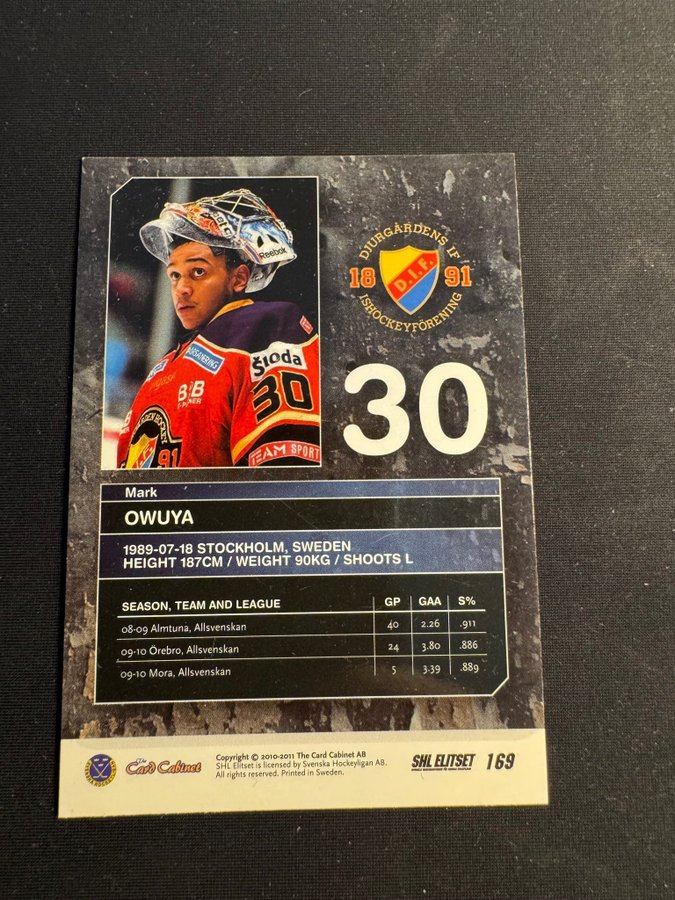 DJURGÅRDENS IF
18 91
D.I.F.
ISHOCKEYFÖRENING
Reebok
Škoda
30
TEAM SPORT
91
30
Mark
OWUYA
1989-07-18 STOCKHOLM, SWEDEN
HEIGHT 187CM / WEIGHT 90KG / SHOOTS L
SEASON, TEAM AND LEAGUE GP GAA S%
08-09 Almtuna, Allsvenskan 40 2.26 .911
09-10 Örebro, Allsvenskan 24 3.80 .886
09-10 Mora, Allsvenskan 5 3.39 .889
The Card Cabinet
Copyright © 2010-2011 The Card Cabinet AB
SHL Elitset is licensed by Svenska Hockeyligan AB.
All rights reserved. Printed in Sweden.
SHL ELITSET 169